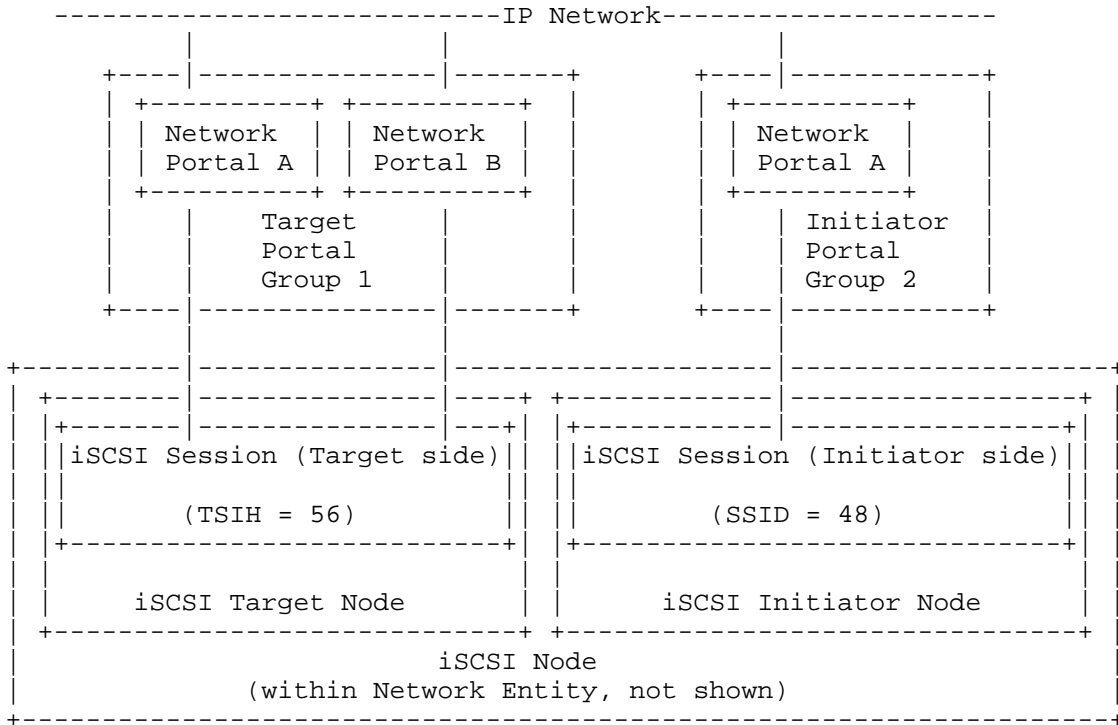 IP Network
Network Network Network
Portal A Portal B Portal A
Target Initiator
Portal Portal
Group 1 Group 2
iSCSI Session (Target side) iSCSI Session (Initiator side)
(TSIH = 56) (SSID = 48)
iSCSI Target Node iSCSI Initiator Node
iSCSI Node
(within Network Entity, not shown)